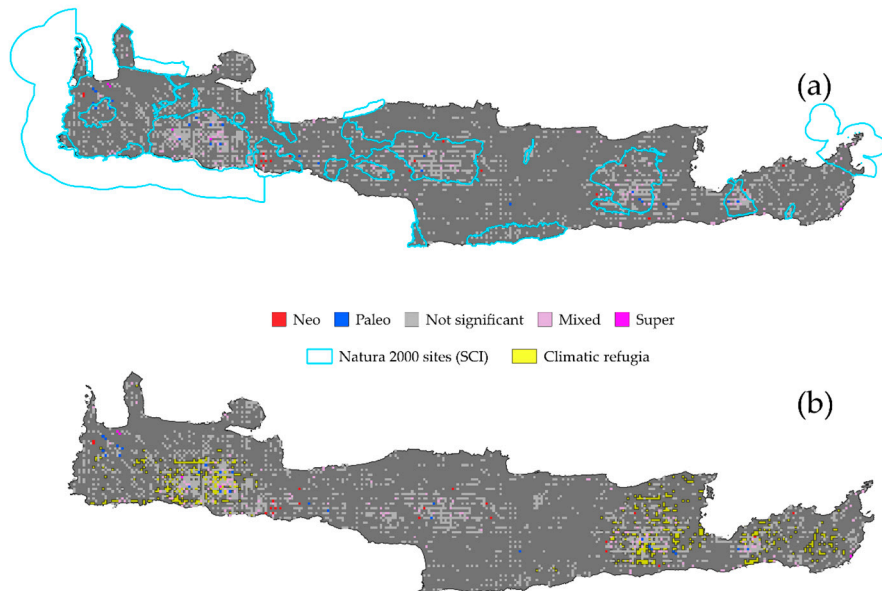 (a)
Neo Paleo Not significant Mixed Super
Natura 2000 sites (SCI) Climatic refugia
(b)